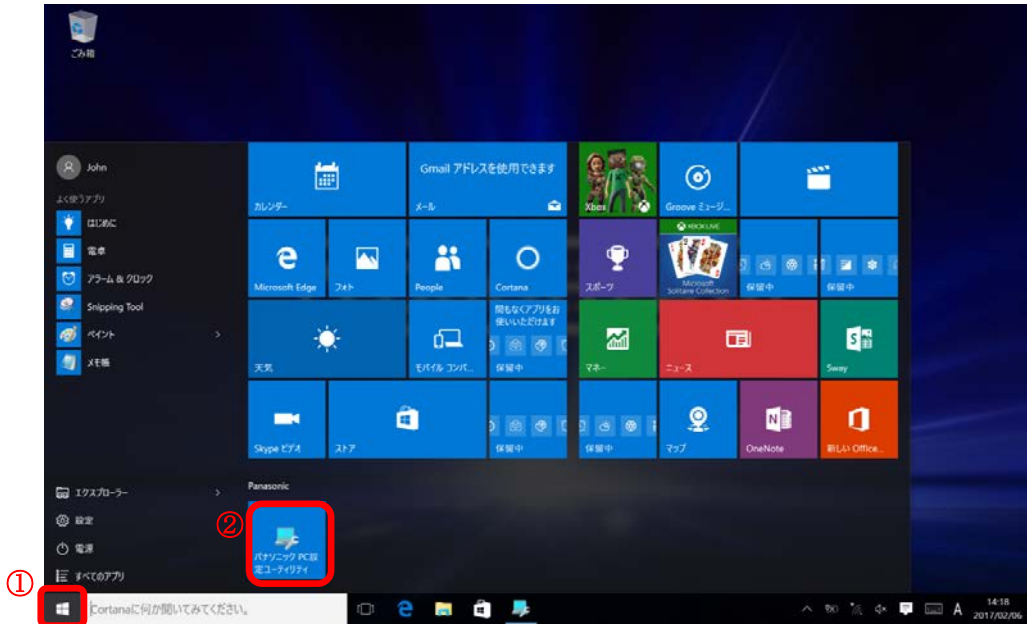 ごみ箱
John
よく使うアプリ
はじめに
電卓
アラーム & クロック
Snipping Tool
ペイント
メモ帳
エクスプローラー
設定
電源
すべてのアプリ
カレンダー
Gmail アドレスを使用できます
メール
Microsoft Edge
フォト
People
Cortana
天気
モバイル コンパ...
間もなくアプリをお
使いいただけます
保留中
Skype ビデオ
ストア
保留中
Xbox
Groove ミュージ...
スポーツ
XBOX LIVE
Microsoft
Solitaire Collection
保留中
保留中
マネー
ニュース
Sway
保留中
マップ
OneNote
新しい Office...
Panasonic
②
パナソニック PC設
定ユーティリティ
①
Cortanaに何か聞いてみてください。
A
14:18
2017/02/06